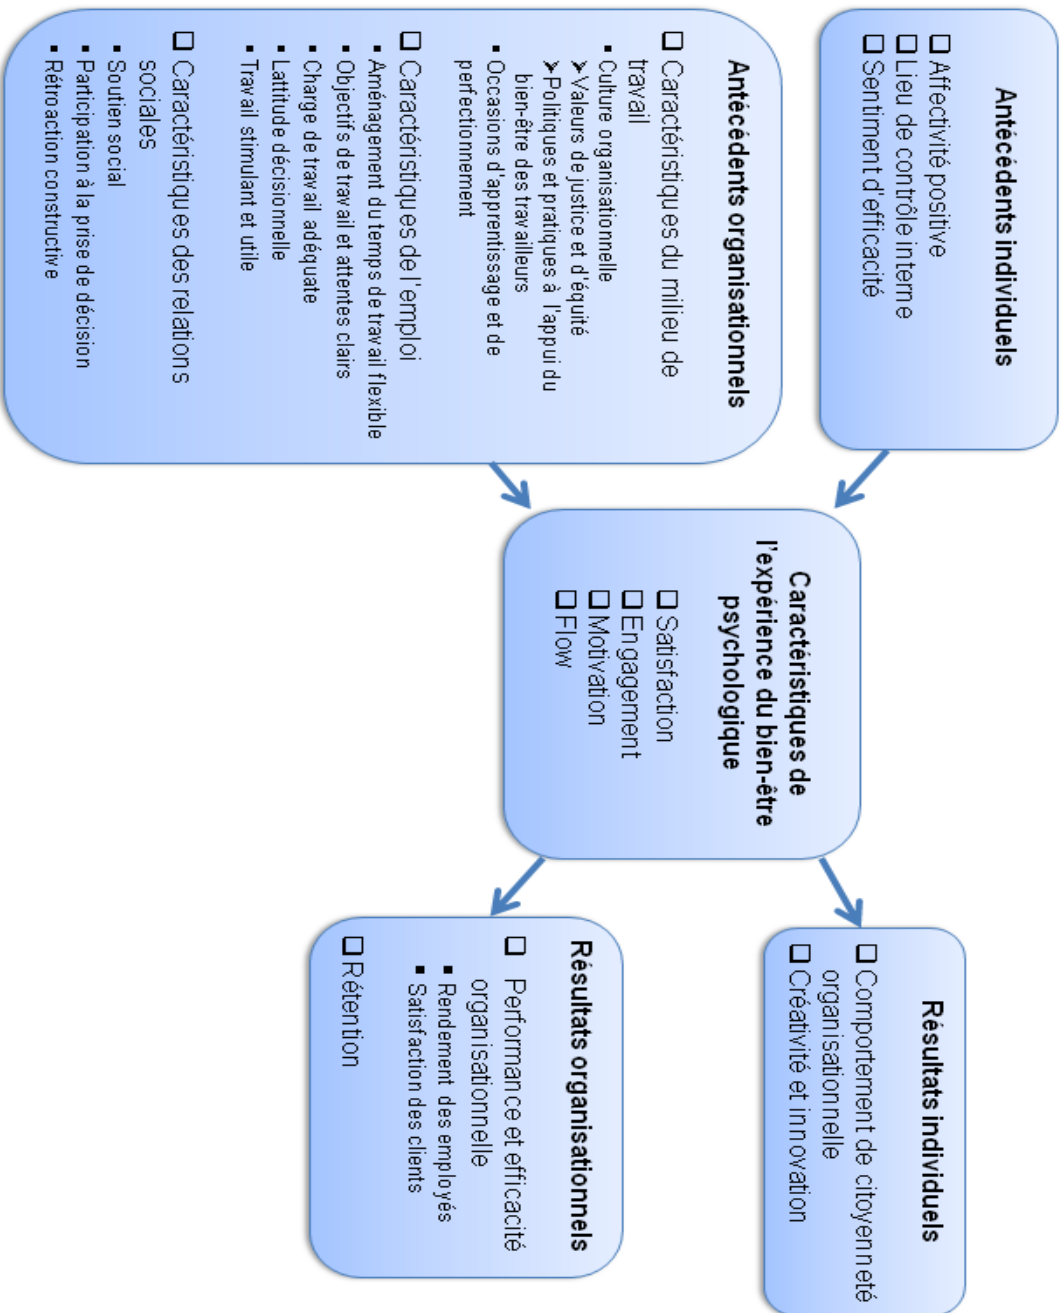 Antécédents individuels
❑ Affectivité positive
❑ Lieu de contrôle interne
❑ Sentiment d'efficacité
Antécédents organisationnels
❑ Caractéristiques du milieu de
travail
▪ Culture organisationnelle
➢ Valeurs de justice et d'équité
➢ Politiques et pratiques à l'appui du
bien-être des travailleurs
▪ Occasions d'apprentissage et de
perfectionnement
❑ Caractéristiques de l'emploi
▪ Aménagement du temps de travail flexible
▪ Objectifs de travail et attentes clairs
▪ Charge de travail adéquate
▪ Lattitude décisionnelle
▪ Travail stimulant et utile
❑ Caractéristiques des relations
sociales
▪ Soutien social
▪ Participation à la prise de décision
▪ Rétroaction constructive
Caractéristiques de
l'expérience du bien-être
psychologique
❑ Satisfaction
❑ Engagement
❑ Motivation
❑ Flow
Résultats individuels
❑ Comportement de citoyenneté
organisationnelle
❑ Créativité et innovation
Résultats organisationnels
❑ Performance et efficacité
organisationnelle
▪ Rendement des employés
▪ Satisfaction des clients
❑ Rétention